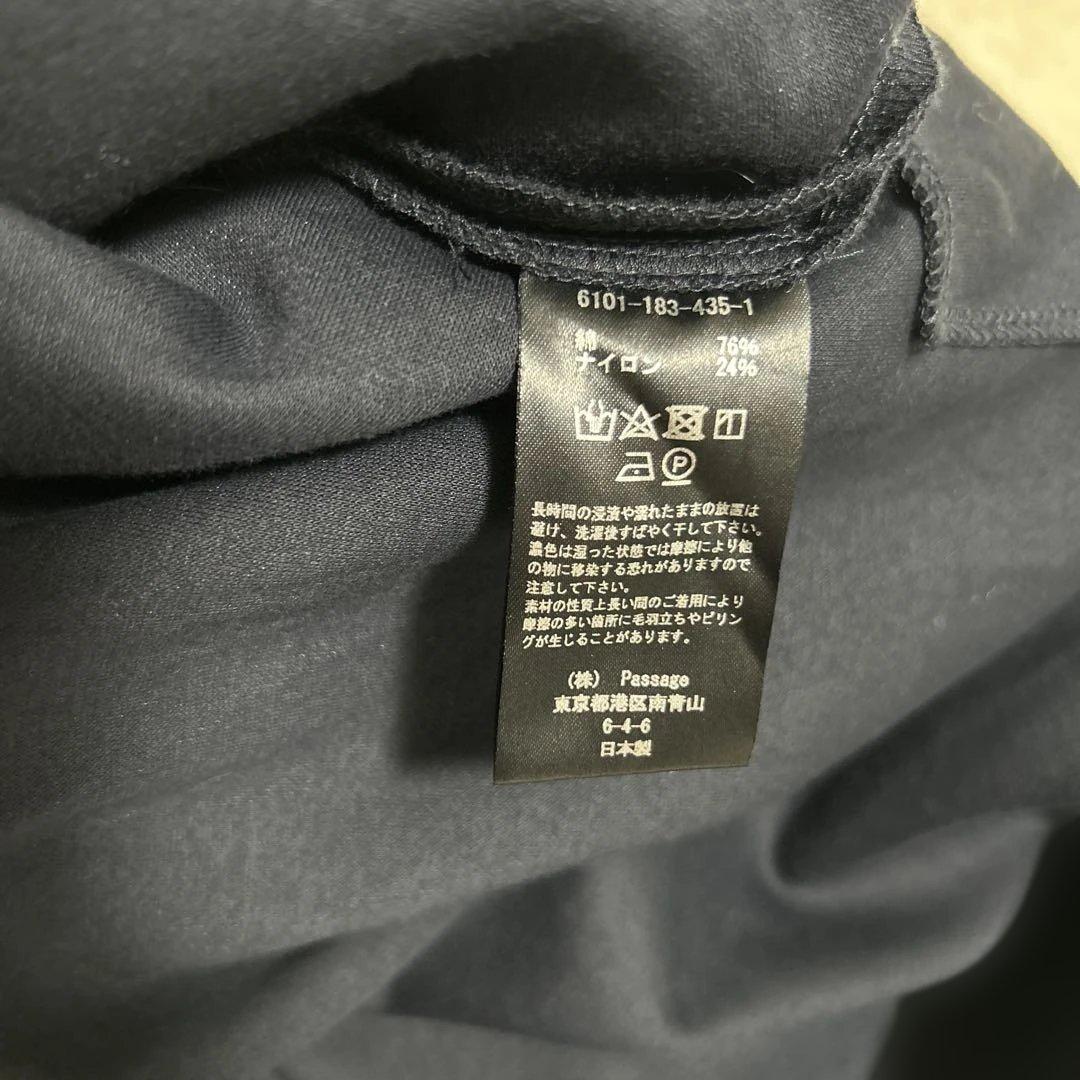 6101-183-435-1
綿 76%
ナイロン 24%
P
長時間の浸漬や濡れたままの放置は
避け、洗濯後すばやく干して下さい。
濃色は湿った状態では摩擦により他
の物に移染する恐れがありますので
注意して下さい。
素材の性質上長い間のご着用により
摩擦の多い箇所に毛羽立ちやピリン
グが生じることがあります。
(株) Passage
東京都港区南青山
6-4-6
日本製